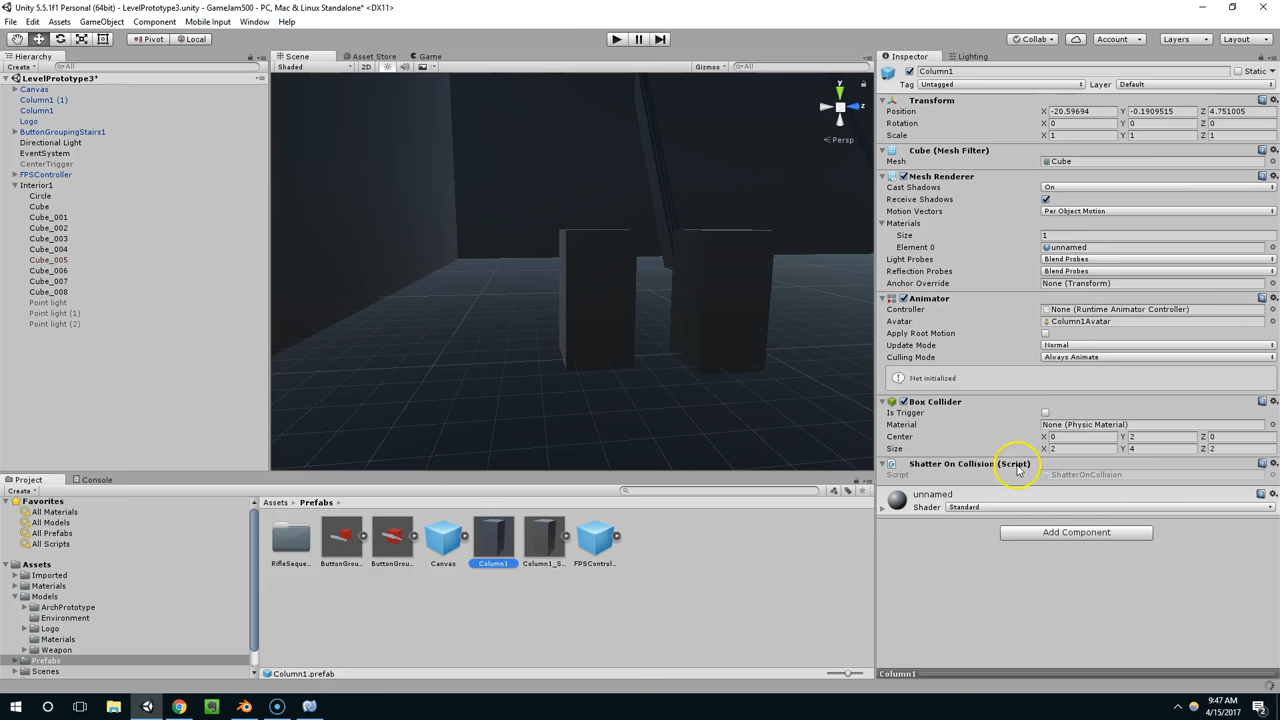 Unity 5.5.1f1 Personal (64bit) - LevelPrototype3.unity - GameJam500 - PC, Mac & Linux Standalone* <DX11>
File Edit Assets GameObject Component Mobile Input Window Help
Pivot Local Collab Account Layers Layout
Hierarchy
Create All
LevelPrototype3*
Canvas
Column1 (1)
Column1
Logo
ButtonGroupingStairs1
Directional Light
EventSystem
CenterTrigger
FPSController
Interior1
Circle
Cube
Cube_001
Cube_002
Cube_003
Cube_004
Cube_005
Cube_006
Cube_007
Cube_008
Point light
Point light (1)
Point light (2)
Scene Asset Store Game
Shaded 2D Gizmos All
y
z
Persp
Inspector Lighting
Column1 Static
Tag Untagged Layer Default
Transform
Position X -20.59694 Y -0.1909515 Z 4.751005
Rotation X 0 Y 0 Z 0
Scale X 1 Y 1 Z 1
Cube (Mesh Filter)
Mesh Cube
Mesh Renderer
Cast Shadows On
Receive Shadows
Motion Vectors Per Object Motion
Materials
Size 1
Element 0 unnamed
Light Probes Blend Probes
Reflection Probes Blend Probes
Anchor Override None (Transform)
Animator
Controller None (Runtime Animator Controller)
Avatar Column1Avatar
Apply Root Motion
Update Mode Normal
Culling Mode Always Animate
Not initialized
Box Collider
Is Trigger
Material None (Physic Material)
Center X 0 Y 2 Z 0
Size X 2 Y 4 Z 2
Shatter On Collision (Script)
Script ShatterOnCollision
unnamed
Shader Standard
Add Component
Column1
Project Console
Create
Favorites
All Materials
All Models
All Prefabs
All Scripts
Assets
Imported
Materials
Models
ArchPrototype
Environment
Logo
Materials
Weapon
Prefabs
Scenes
Assets Prefabs
RifleSeque... ButtonGrou... ButtonGrou... Canvas Column1 Column1_S... FPSControl...
Column1.prefab
9:47 AM
4/15/2017
2